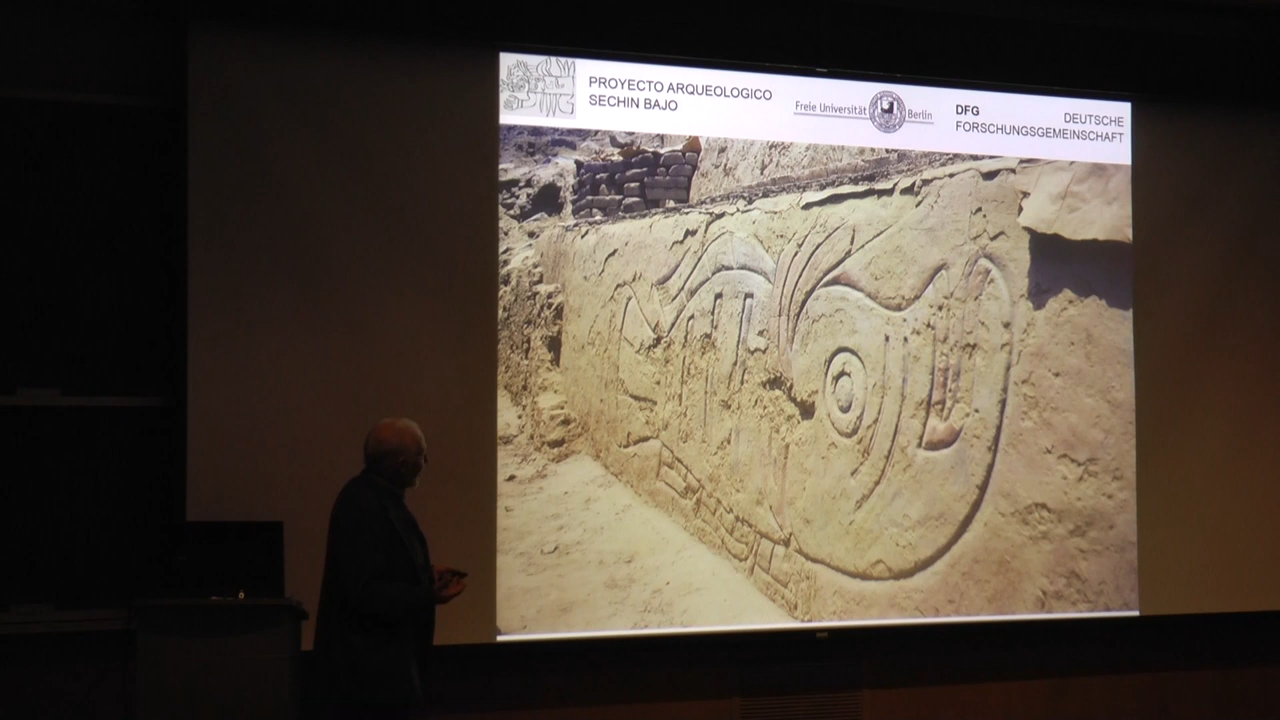 PROYECTO ARQUEOLOGICO
SECHIN BAJO
Freie Universität Berlin
DFG DEUTSCHE
FORSCHUNGSGEMEINSCHAFT